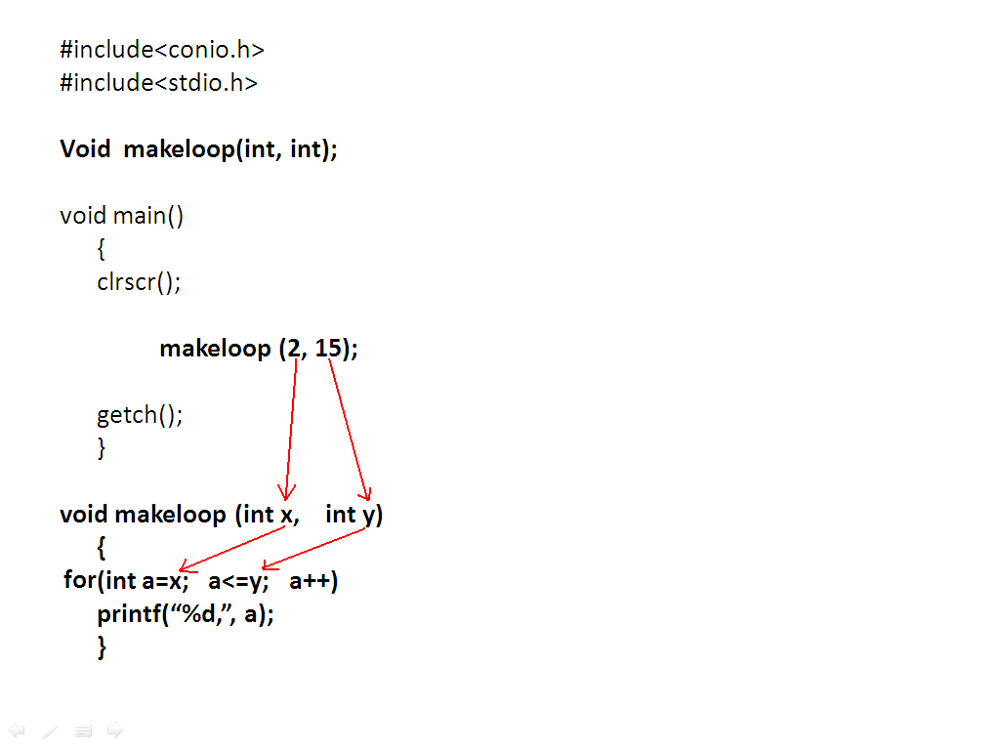 #include<conio.h>
#include<stdio.h>
Void makeloop(int, int);
void main()
{
clrscr();
makeloop (2, 15);
getch();
}
void makeloop (int x, int y)
{
for(int a=x; a<=y; a++)
printf(“%d,”, a);
}